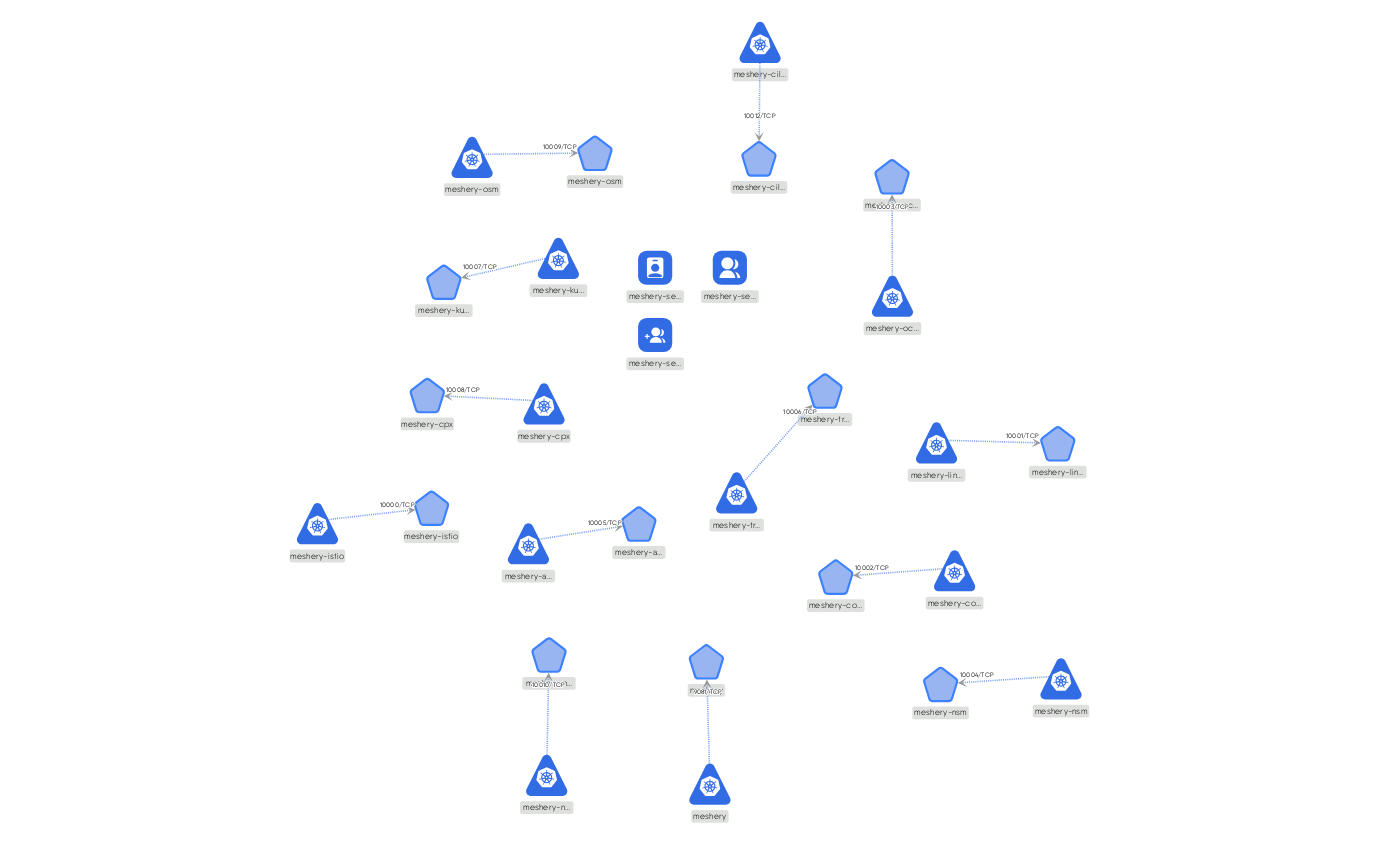 meshery-cil...
10012/TCP
meshery-cil...
10009/TCP
meshery-osm
meshery-osm
10003/TCP
meshery-oc...
10007/TCP
meshery-ku...
meshery-ku...
meshery-se...
meshery-se...
meshery-se...
10008/TCP
meshery-cpx
meshery-cpx
10006/TCP
meshery-tr...
meshery-tr...
10001/TCP
meshery-lin...
meshery-lin...
10000/TCP
meshery-istio
meshery-istio
10005/TCP
meshery-a...
meshery-a...
10002/TCP
meshery-co...
meshery-co...
10010/TCP
meshery-n...
9081/TCP
meshery
10004/TCP
meshery-nsm
meshery-nsm